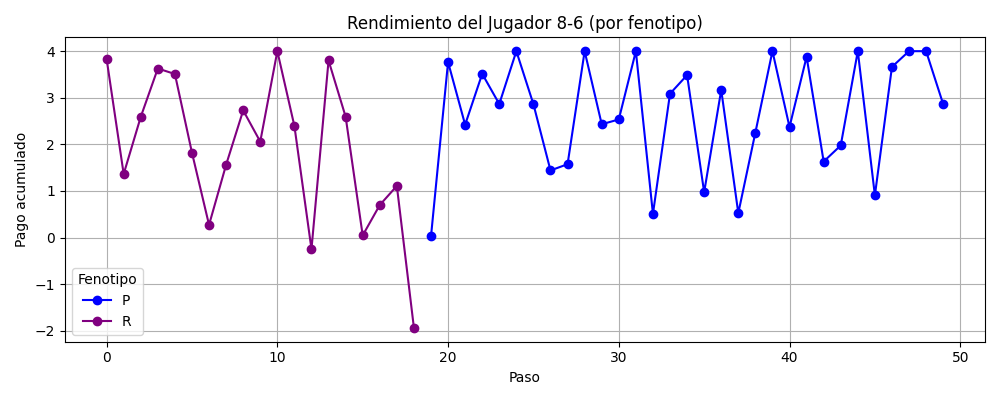 Rendimiento del Jugador 8-6 (por fenotipo)
Pago acumulado
4
3
2
1
0
−1
−2
Fenotipo
P
R
0 10 20 30 40 50
Paso